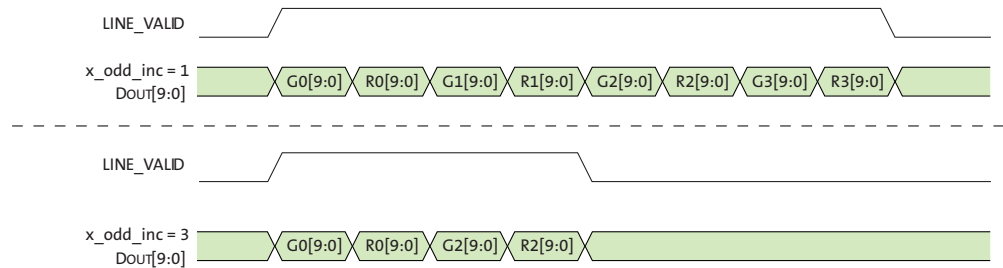 LINE_VALID
x_odd_inc = 1
DOUT[9:0]
G0[9:0] R0[9:0] G1[9:0] R1[9:0] G2[9:0] R2[9:0] G3[9:0] R3[9:0]
LINE_VALID
x_odd_inc = 3
DOUT[9:0]
G0[9:0] R0[9:0] G2[9:0] R2[9:0]